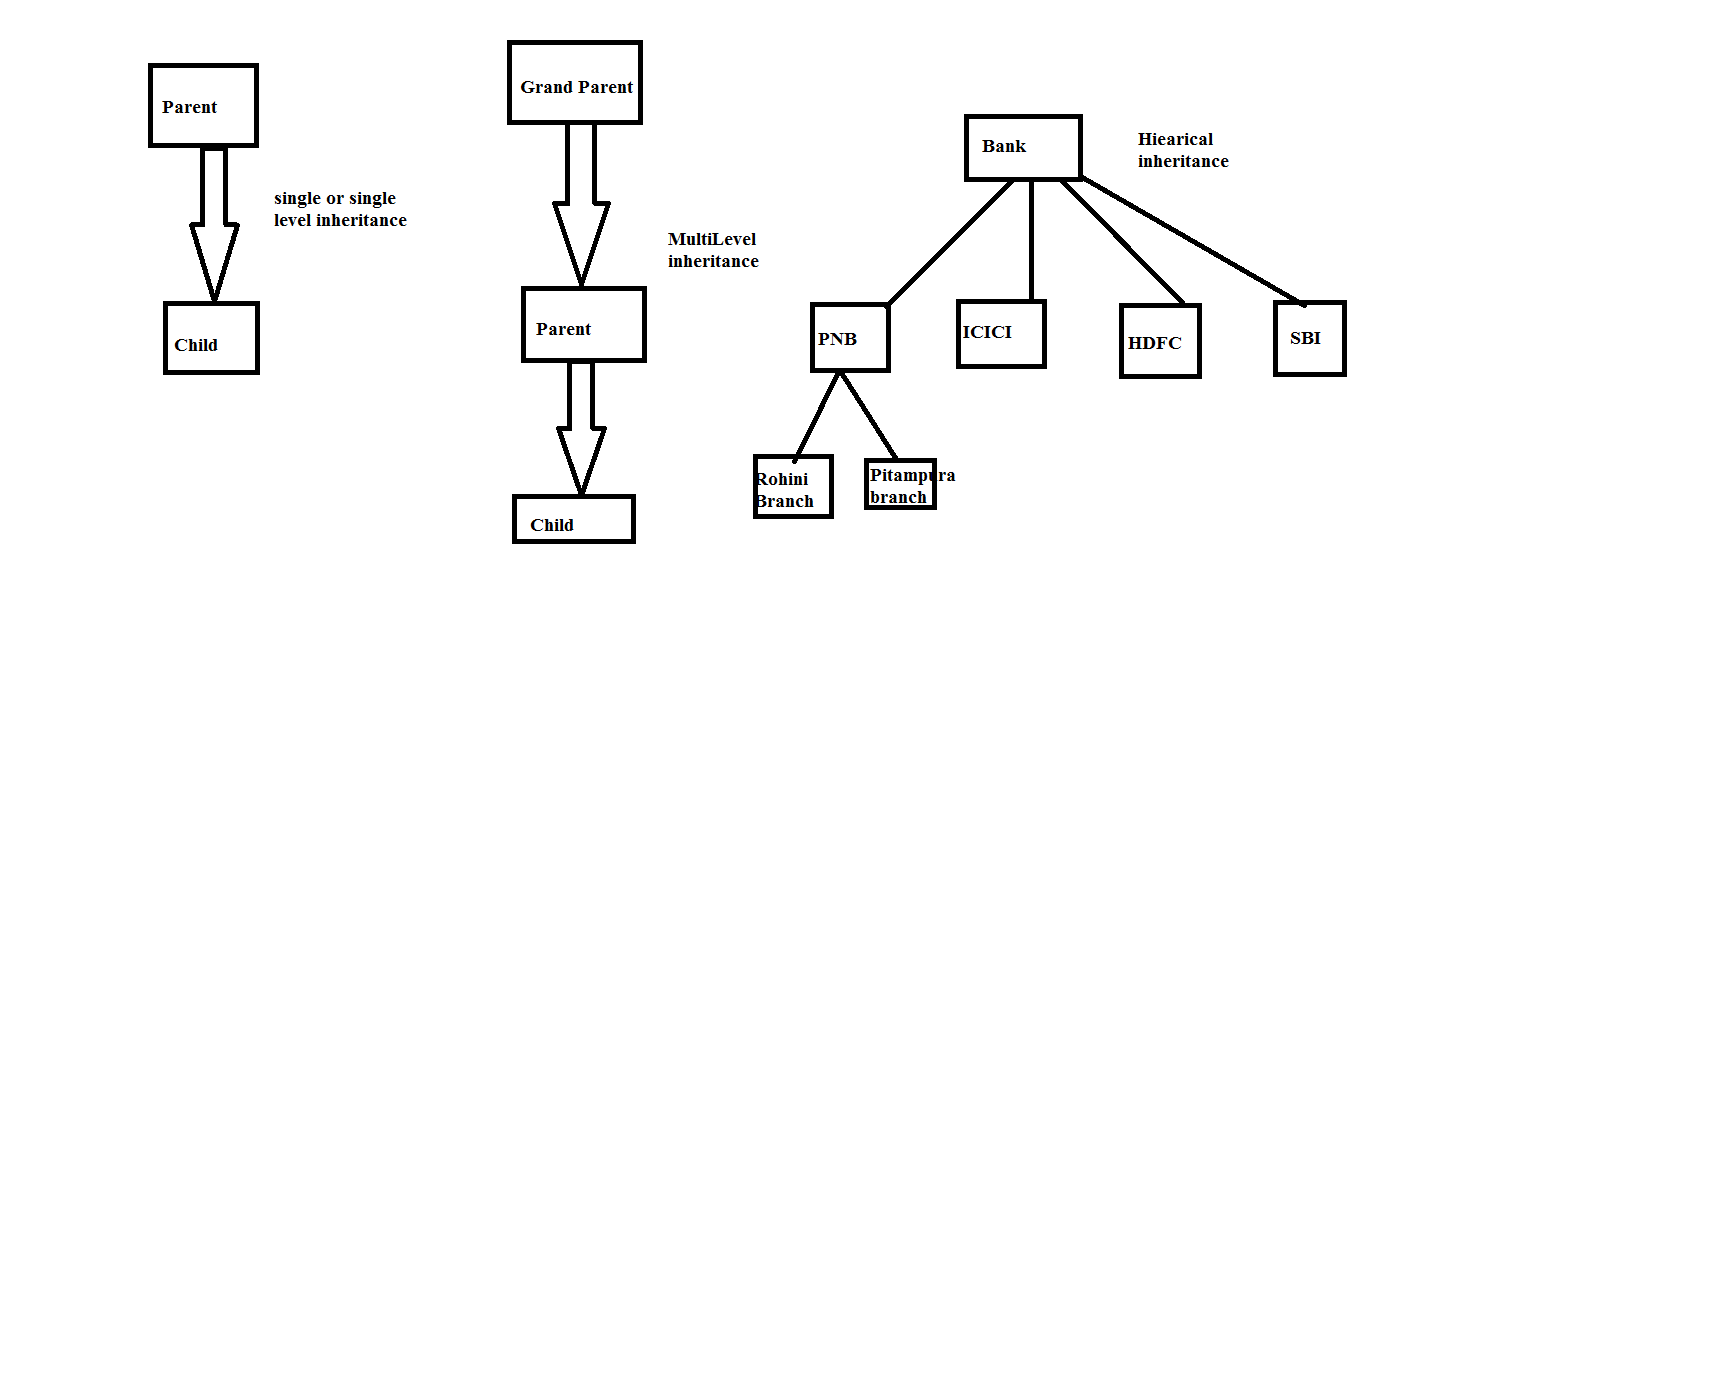 Parent
single or single
level inheritance
Child
Grand Parent
MultiLevel
inheritance
Parent
Child
Bank
Hiearical
inheritance
PNB
ICICI
HDFC
SBI
Rohini
Branch
Pitampura
branch